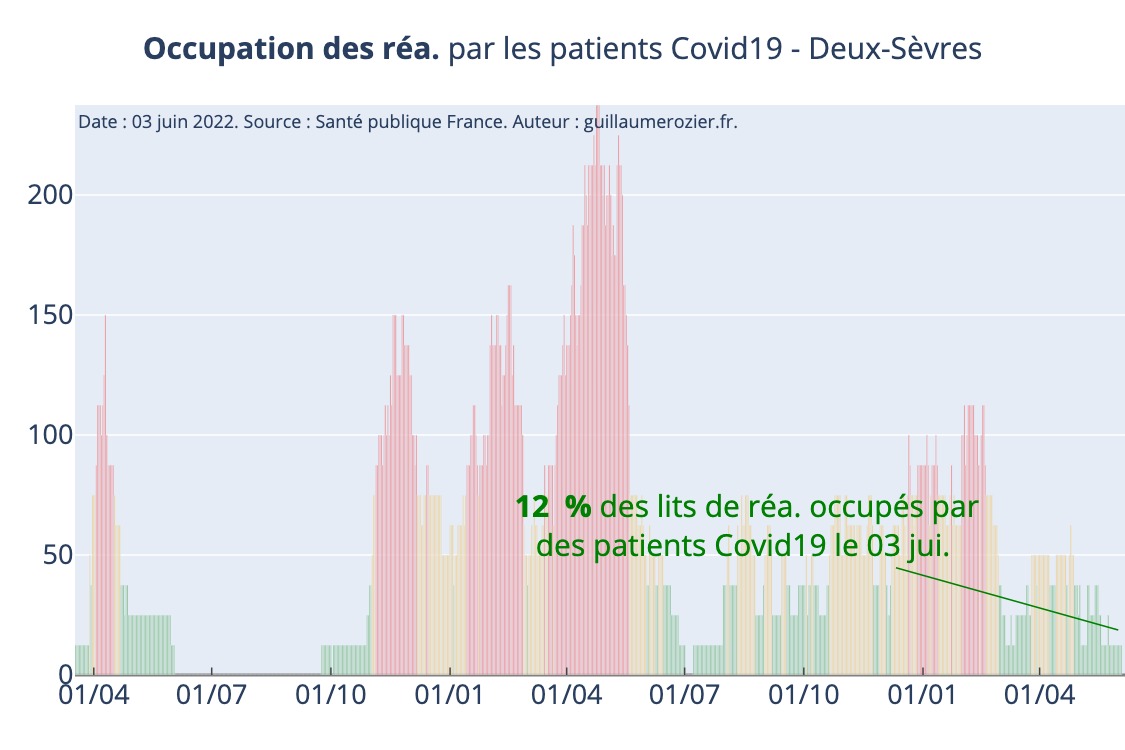 Occupation des réa. par les patients Covid19 - Deux-Sèvres
Date : 03 juin 2022. Source : Santé publique France. Auteur : guillaumerozier.fr.
200
150
100
50
0
12 % des lits de réa. occupés par
des patients Covid19 le 03 jui.
01/04 01/07 01/10 01/01 01/04 01/07 01/10 01/01 01/04